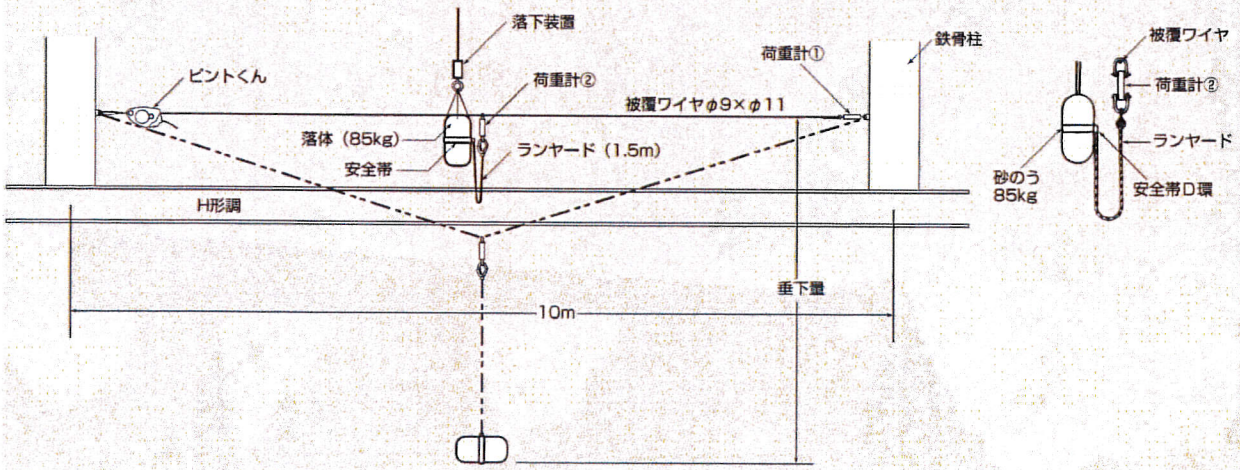 落下装置
鉄骨柱
被覆ワイヤ
ピントくん
荷重計②
荷重計①
荷重計②
被覆ワイヤφ9×φ11
落体（85kg）
ランヤード（1.5m）
ランヤード
安全帯
砂のう
85kg
安全帯D環
H形調
垂下量
10m